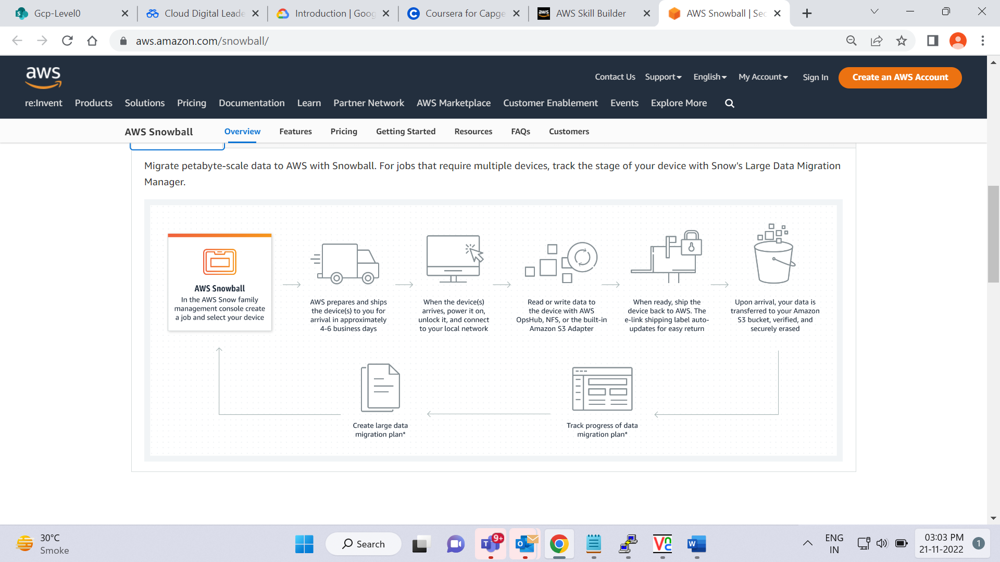 Gcp-Level0
Cloud Digital Leade
Introduction | Goog
Coursera for Capge
AWS Skill Builder
AWS Snowball | Sec
aws.amazon.com/snowball/
aws
Contact Us Support English My Account Sign In Create an AWS Account
re:Invent Products Solutions Pricing Documentation Learn Partner Network AWS Marketplace Customer Enablement Events Explore More
AWS Snowball Overview Features Pricing Getting Started Resources FAQs Customers
Migrate petabyte-scale data to AWS with Snowball. For jobs that require multiple devices, track the stage of your device with Snow's Large Data Migration
Manager.
AWS Snowball
In the AWS Snow family
management console create
a job and select your device
AWS prepares and ships
the device(s) to you for
arrival in approximately
4-6 business days
When the device(s)
arrives, power it on,
unlock it, and connect
to your local network
Read or write data to
the device with AWS
OpsHub, NFS, or the built-in
Amazon S3 Adapter
When ready, ship the
device back to AWS. The
e-link shipping label auto-
updates for easy return
Upon arrival, your data is
transferred to your Amazon
S3 bucket, verified, and
securely erased
Create large data
migration plan*
Track progress of data
migration plan*
30°C
Smoke
Search
9+
ENG
IN
03:03 PM
21-11-2022
1